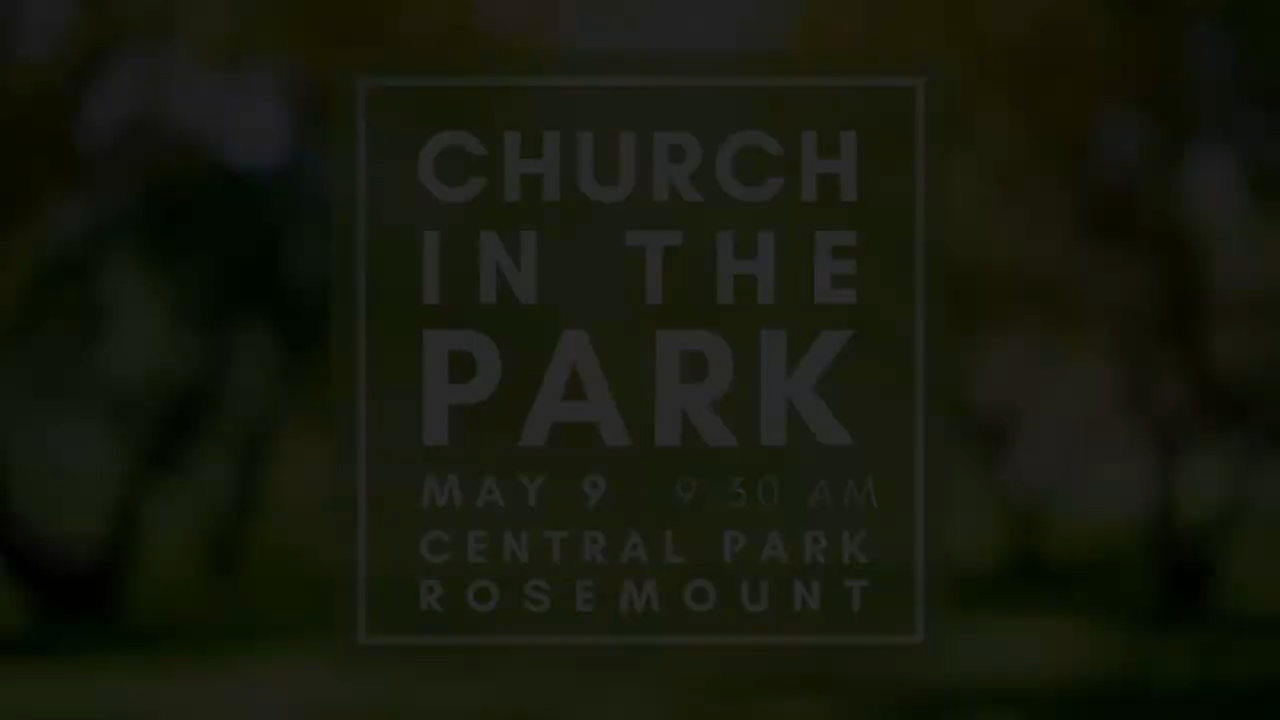 CHURCH
IN THE
PARK
MAY 9 9:30 AM
CENTRAL PARK
ROSEMOUNT